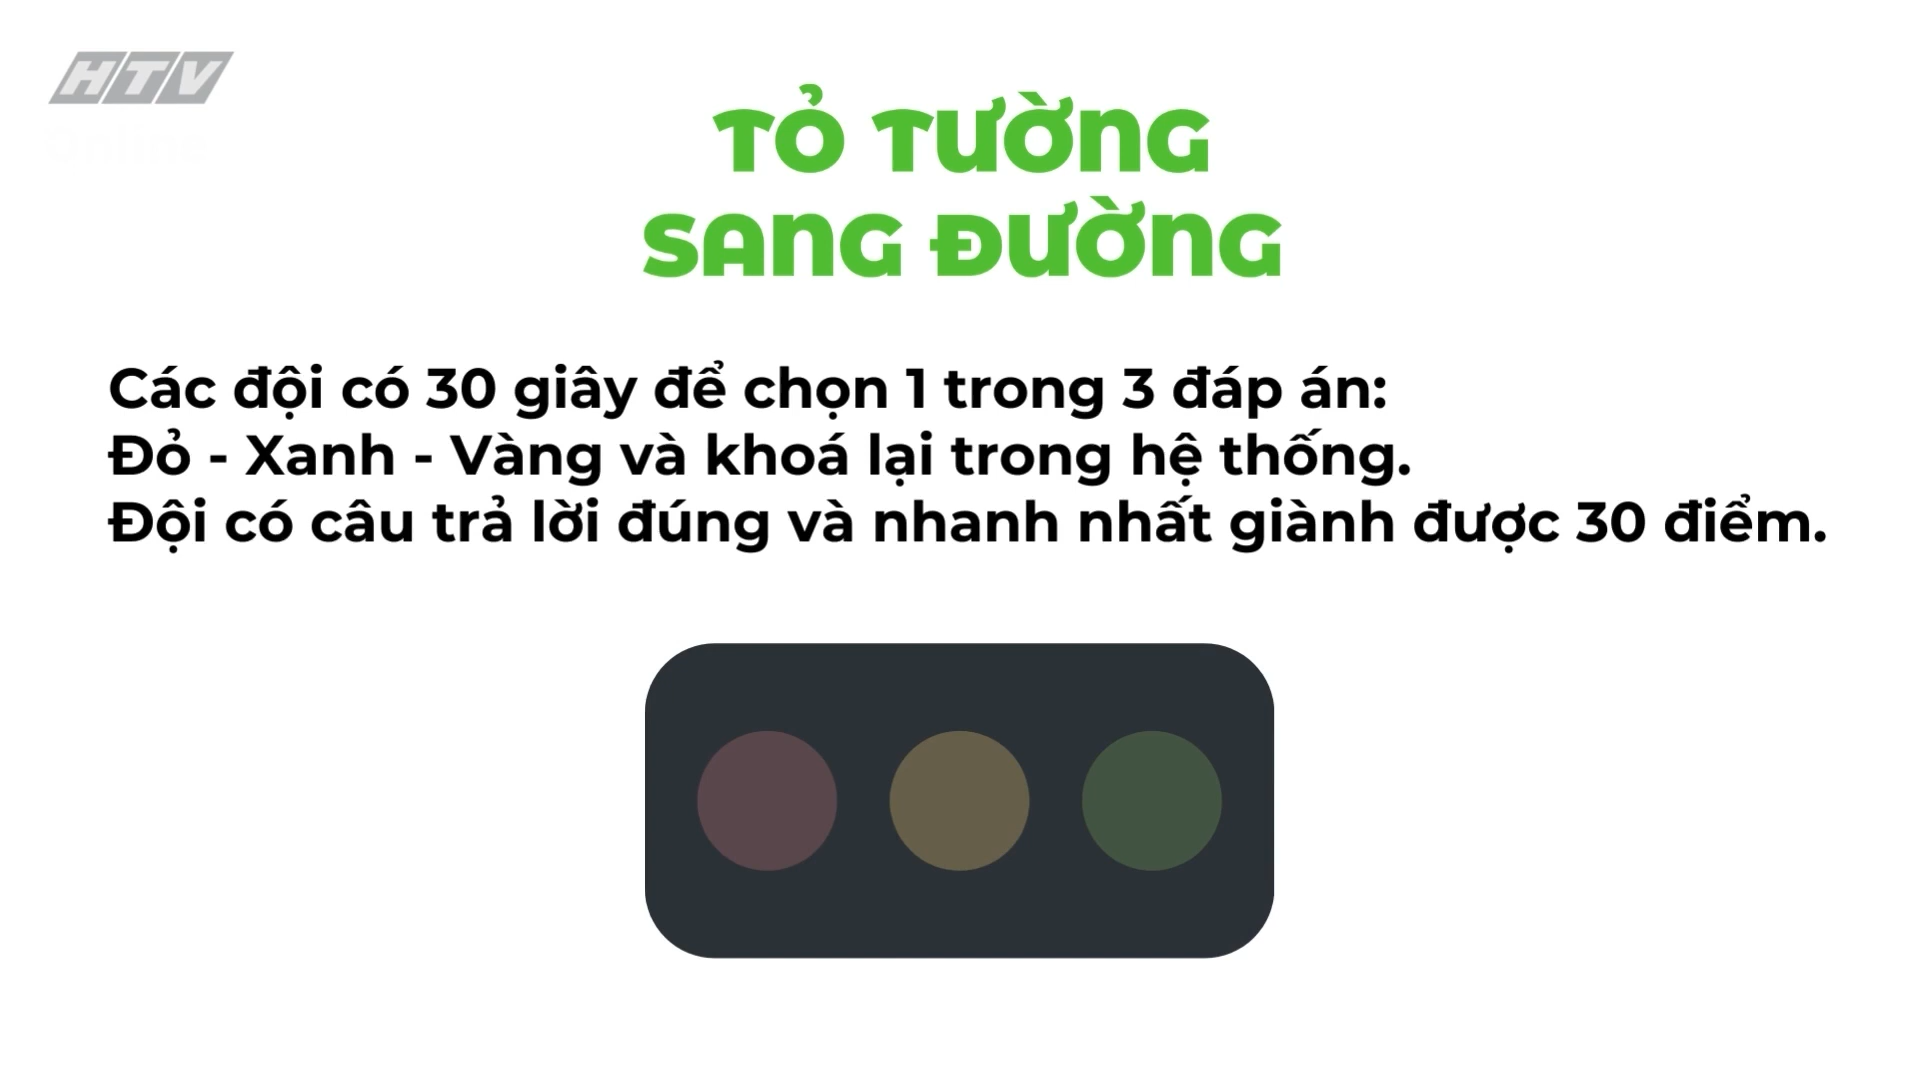 HTV
TỎ TƯỜNG
SANG ĐƯỜNG
Các đội có 30 giây để chọn 1 trong 3 đáp án:
Đỏ - Xanh - Vàng và khoá lại trong hệ thống.
Đội có câu trả lời đúng và nhanh nhất giành được 30 điểm.